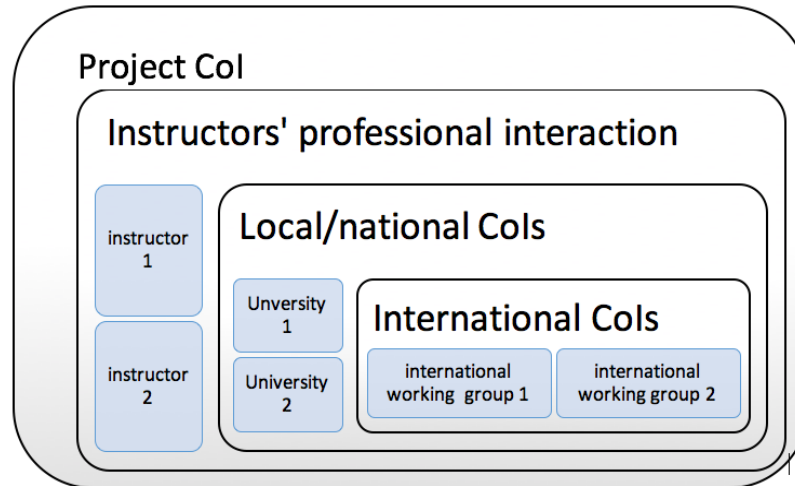 Project CoI
Instructors' professional interaction
instructor
1
instructor
2
Local/national CoIs
Unversity
1
University
2
International CoIs
international
working group 1
international
working group 2